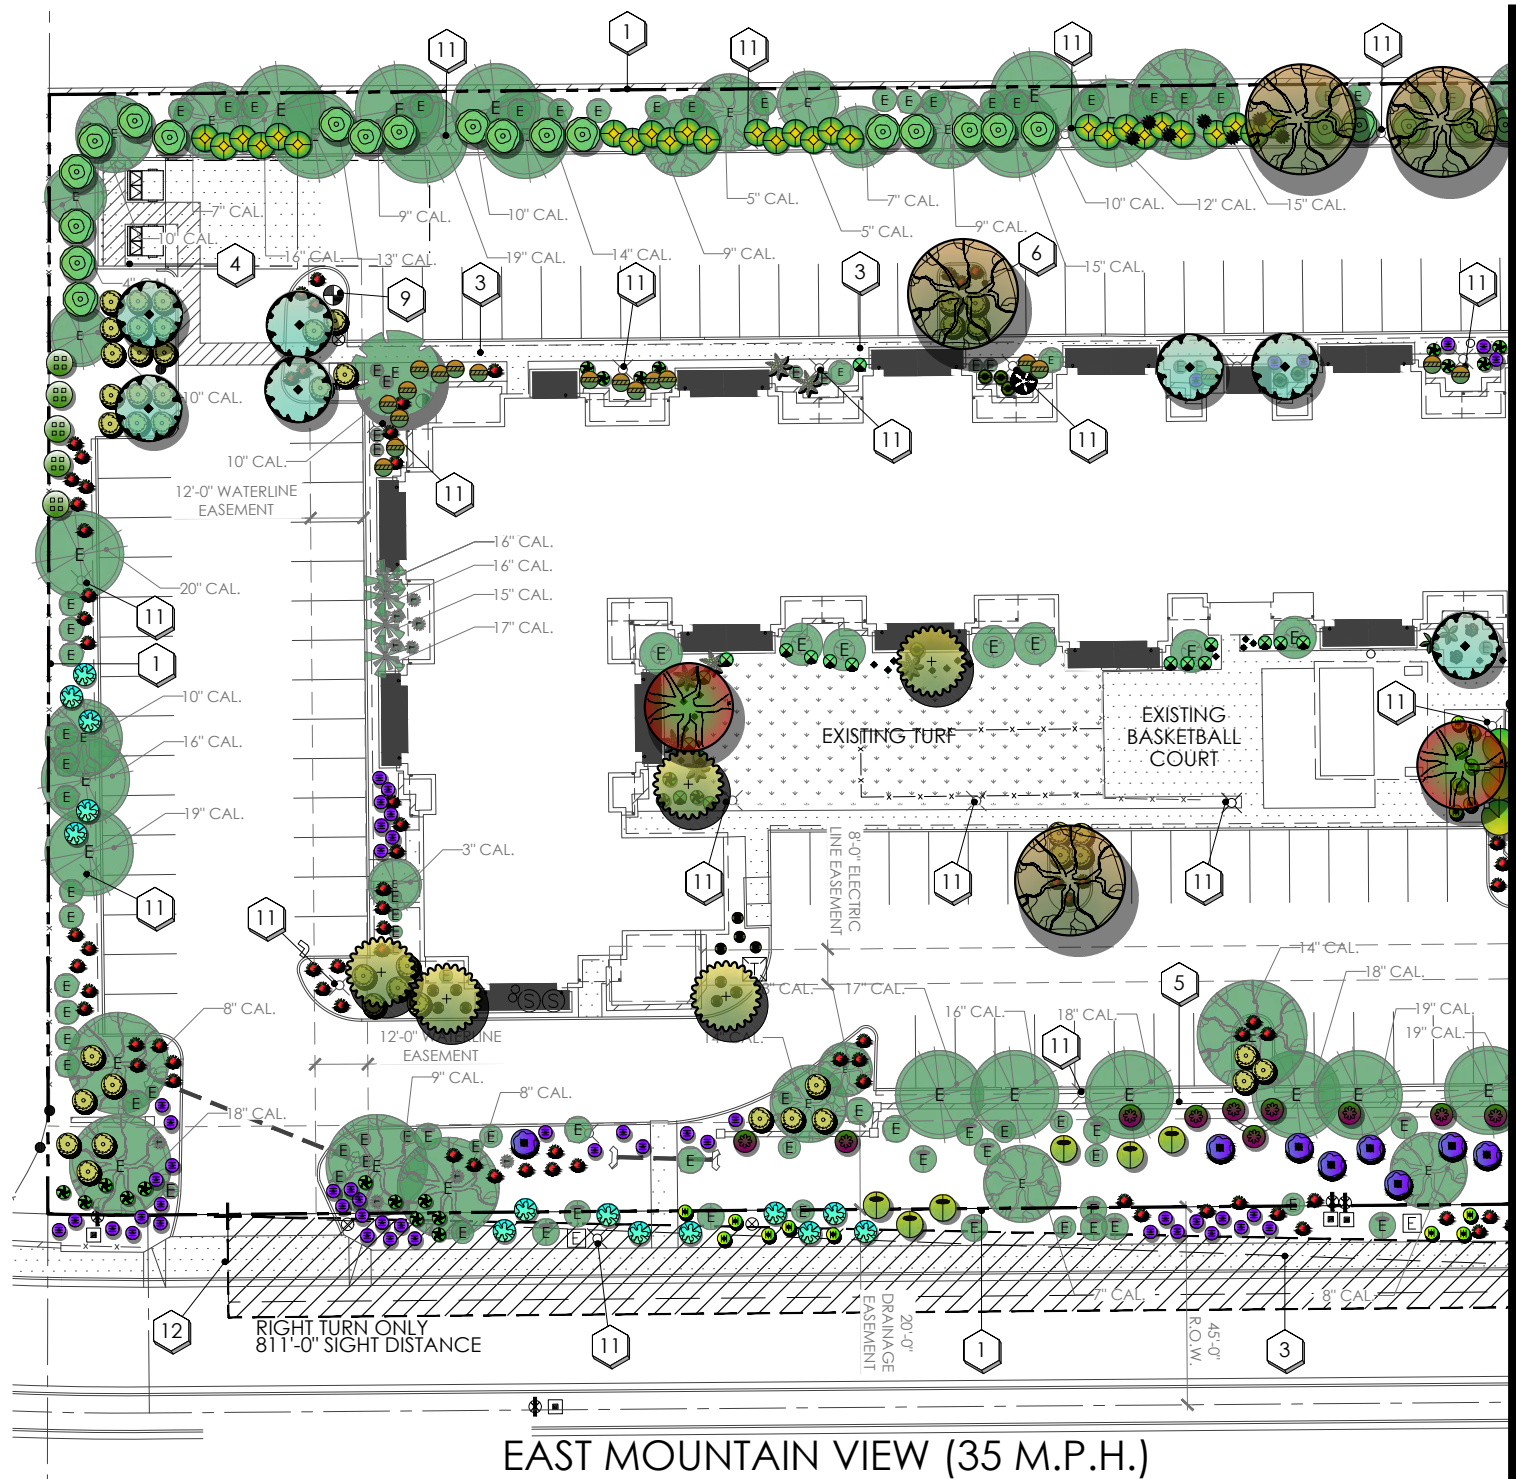 11
1
11
11
11
E E E E E E E E E E E E E E E E E E
7" CAL.
9" CAL.
10" CAL.
5" CAL.
7" CAL.
10" CAL.
12" CAL.
15" CAL.
5" CAL.
9" CAL.
10" CAL.
16" CAL.
13" CAL.
19" CAL.
14" CAL.
9" CAL.
15" CAL.
4
9
3
11
3
6
11
10" CAL.
11
11
10" CAL.
12'-0" WATERLINE
EASEMENT
11
16" CAL.
16" CAL.
15" CAL.
17" CAL.
20" CAL.
11
1
10" CAL.
16" CAL.
19" CAL.
EXISTING TURF
EXISTING
BASKETBALL
COURT
11
3" CAL.
8'-0" ELECTRIC
LINE EASEMENT
11
11
11
11
11
14" CAL.
18" CAL.
17" CAL.
5
16" CAL.
18" CAL.
19" CAL.
19" CAL.
8" CAL.
12'-0" WATERLINE
EASEMENT
14" CAL.
11
9" CAL.
8" CAL.
18" CAL.
7" CAL.
8" CAL.
12
RIGHT TURN ONLY
811'-0" SIGHT DISTANCE
11
20'-0"
DRAINAGE
EASEMENT
1
45'-0"
R.O.W.
3
EAST MOUNTAIN VIEW (35 M.P.H.)